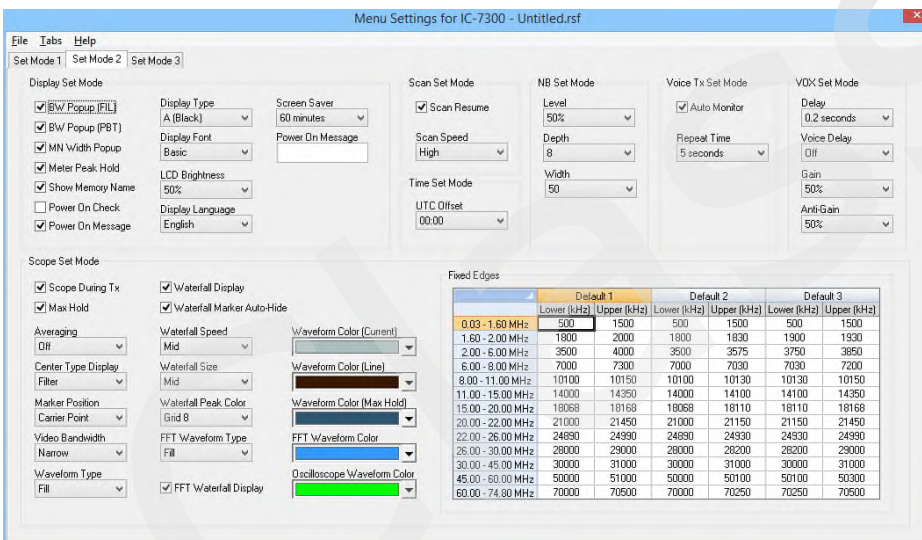 Menu Settings for IC-7300 - Untitled.rsf
File Tabs Help
Set Mode 1 Set Mode 2 Set Mode 3
Display Set Mode
BW Popup (FIL)
BW Popup (PBT)
MN Width Popup
Meter Peak Hold
Show Memory Name
Power On Check
Power On Message
Display Type
A (Black)
Display Font
Basic
LCD Brightness
50%
Display Language
English
Screen Saver
60 minutes
Power On Message
Scan Set Mode
Scan Resume
Scan Speed
High
Time Set Mode
UTC Offset
00:00
NB Set Mode
Level
50%
Depth
8
Width
50
Voice Tx Set Mode
Auto Monitor
Repeat Time
5 seconds
VOX Set Mode
Delay
0.2 seconds
Voice Delay
Off
Gain
50%
Anti-Gain
50%
Scope Set Mode
Scope During Tx
Max Hold
Averaging
Off
Center Type Display
Filter
Marker Position
Carrier Point
Video Bandwidth
Narrow
Waveform Type
Fill
Waterfall Display
Waterfall Marker Auto-Hide
Waterfall Speed
Mid
Waterfall Size
Mid
Waterfall Peak Color
Grid 8
FFT Waveform Type
Fill
FFT Waterfall Display
Waveform Color (Current)
Waveform Color (Line)
Waveform Color (Max Hold)
FFT Waveform Color
Oscilloscope Waveform Color
Fixed Edges
Default 1 Default 2 Default 3
Lower (kHz) Upper (kHz) Lower (kHz) Upper (kHz) Lower (kHz) Upper (kHz)
0.03 - 1.60 MHz 500 1500 500 1500 500 1500
1.60 - 2.00 MHz 1800 2000 1800 1830 1900 1930
2.00 - 6.00 MHz 3500 4000 3500 3575 3750 3850
6.00 - 8.00 MHz 7000 7300 7000 7030 7030 7200
8.00 - 11.00 MHz 10100 10150 10100 10130 10130 10150
11.00 - 15.00 MHz 14000 14350 14000 14100 14100 14350
15.00 - 20.00 MHz 18068 18168 18068 18110 18110 18168
20.00 - 22.00 MHz 21000 21450 21000 21150 21150 21450
22.00 - 26.00 MHz 24890 24990 24890 24930 24930 24990
26.00 - 30.00 MHz 28000 29000 28000 28200 28200 29000
30.00 - 45.00 MHz 30000 31000 30000 31000 30000 31000
45.00 - 60.00 MHz 50000 51000 50000 50100 50100 50300
60.00 - 74.80 MHz 70000 70500 70000 70250 70250 70500